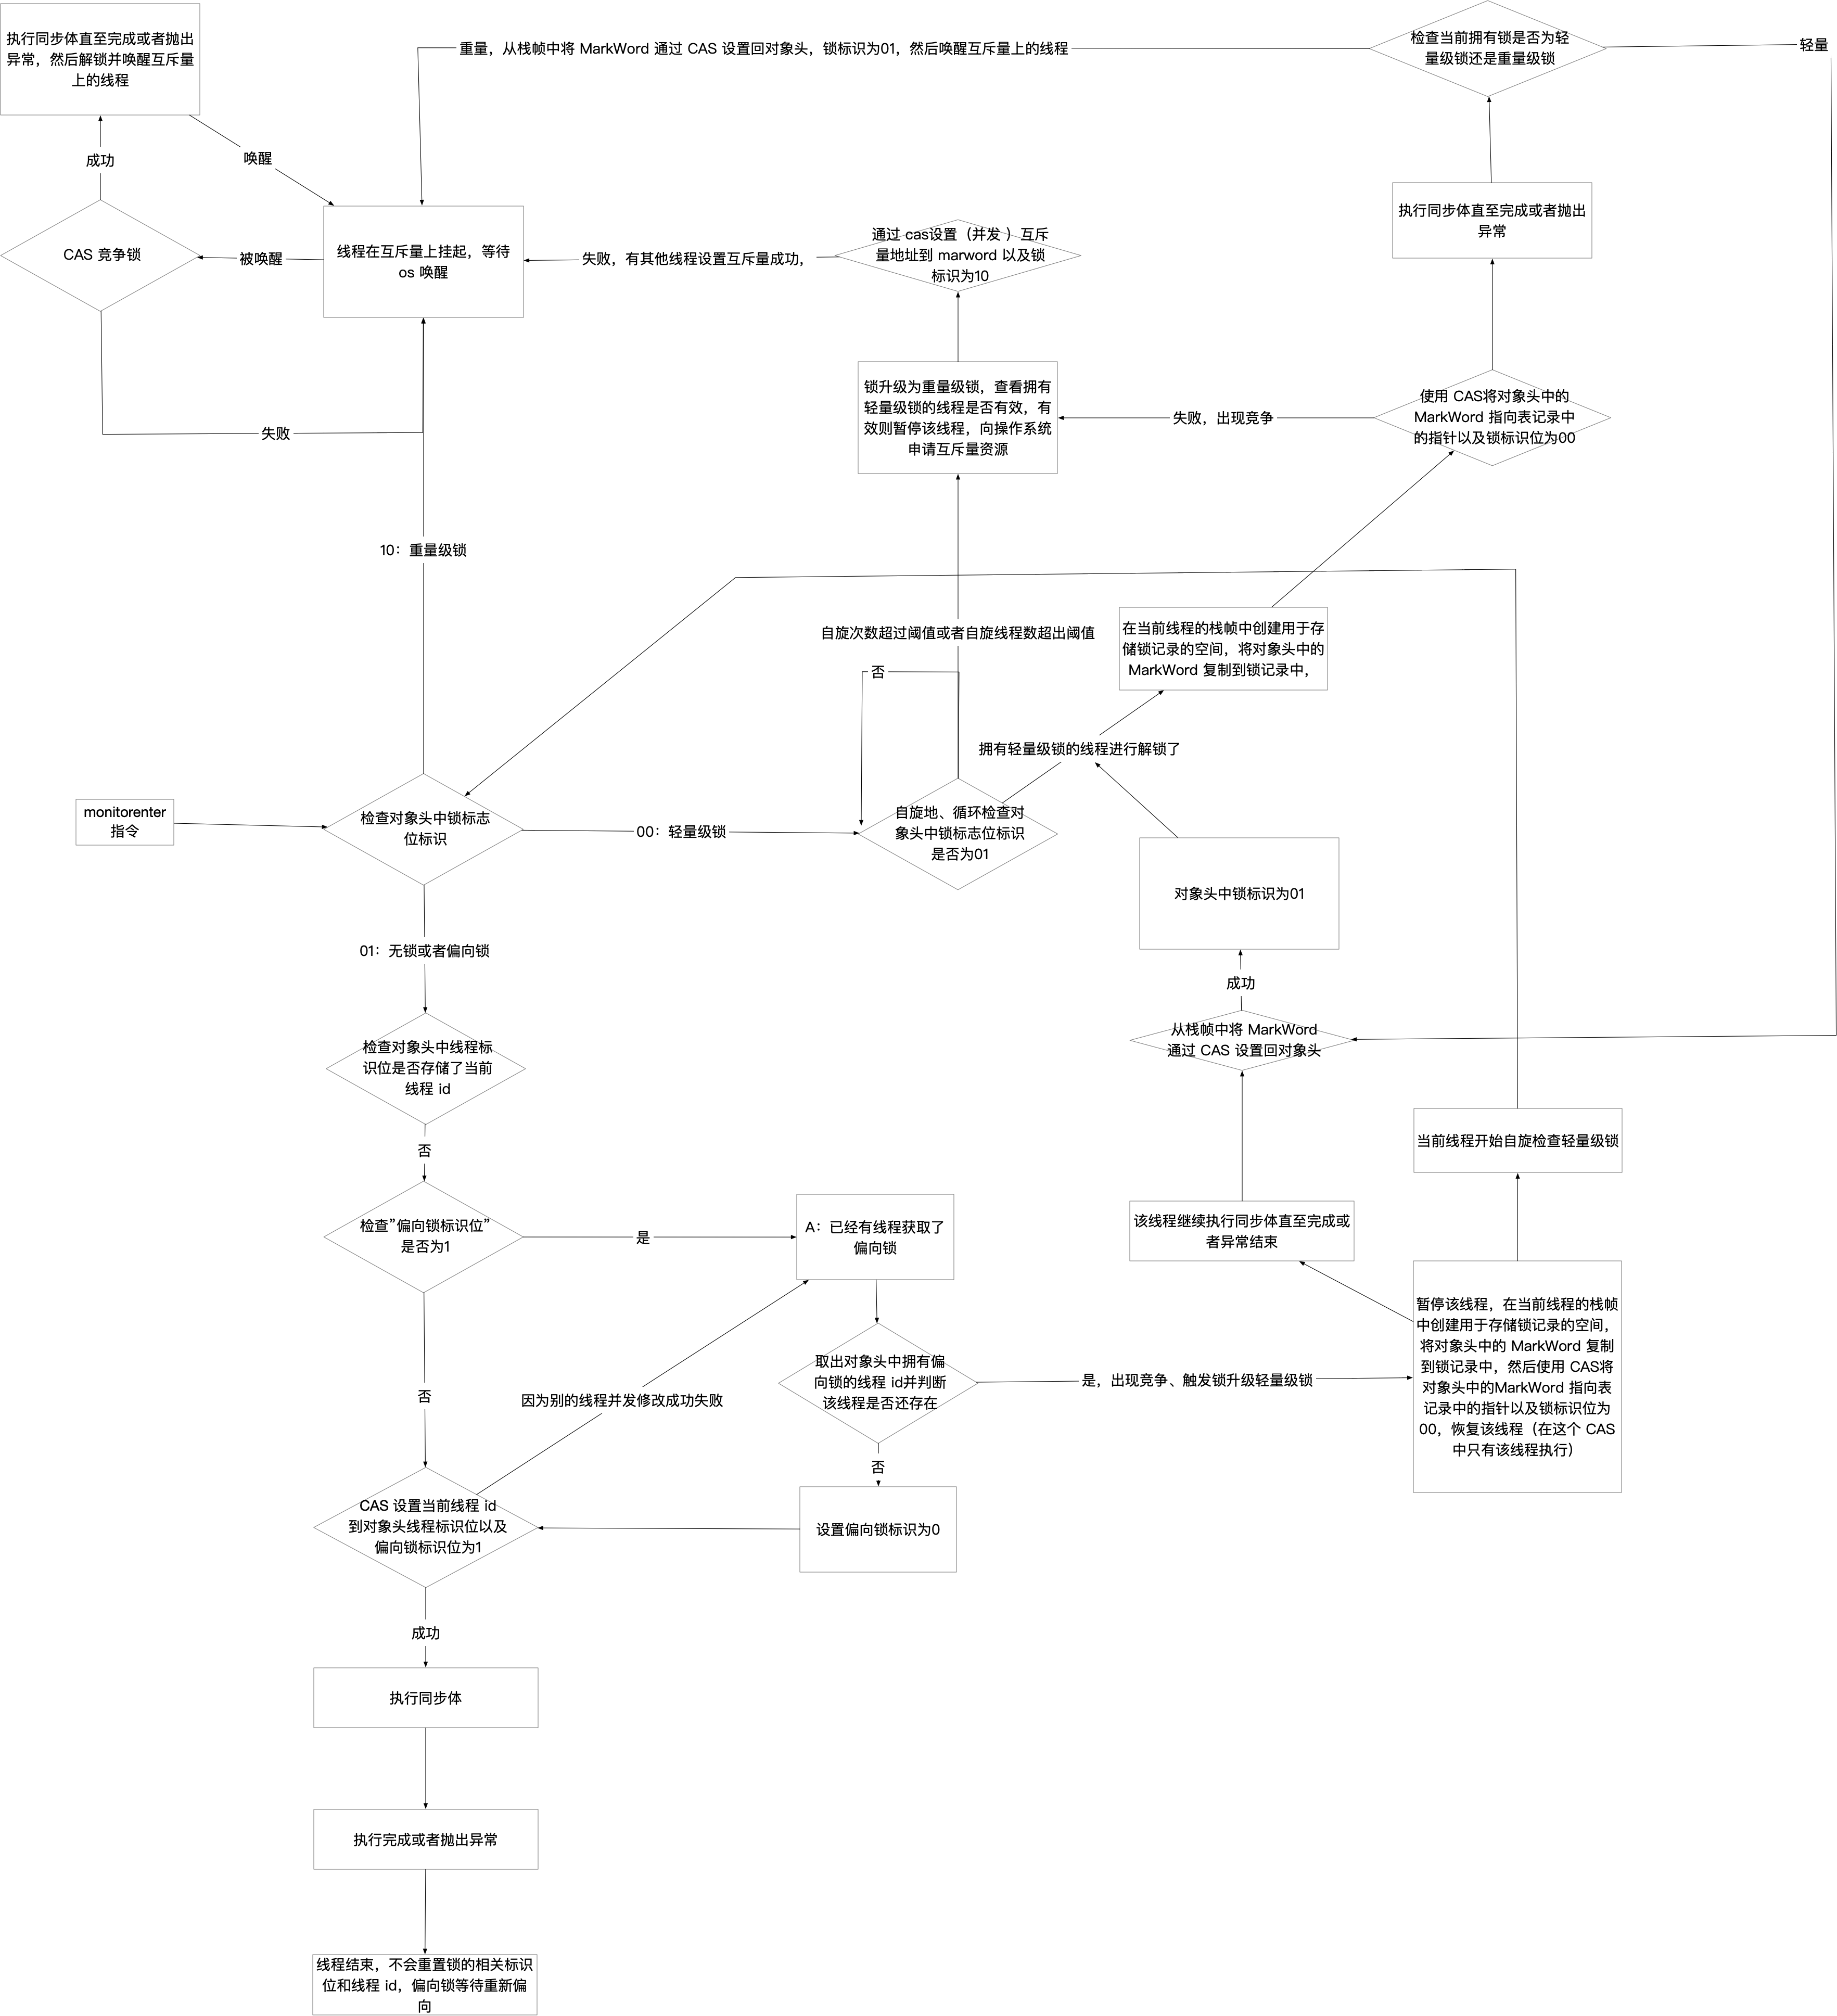 执行同步体直至完成或者抛出
异常，然后解锁并唤醒互斥量
上的线程
重量，从栈帧中将 MarkWord 通过 CAS 设置回对象头，锁标识为01，然后唤醒互斥量上的线程
检查当前拥有锁是否为轻
量级锁还是重量级锁
轻量
成功
唤醒
执行同步体直至完成或者抛出
异常
CAS 竞争锁
被唤醒
线程在互斥量上挂起，等待
os 唤醒
失败，有其他线程设置互斥量成功，
通过 cas设置（并发 ）互斥
量地址到 marword 以及锁
标识为10
锁升级为重量级锁，查看拥有
轻量级锁的线程是否有效，有
效则暂停该线程，向操作系统
申请互斥量资源
失败，出现竞争
使用 CAS将对象头中的
MarkWord 指向表记录中
的指针以及锁标识位为00
失败
10：重量级锁
自旋次数超过阈值或者自旋线程数超出阈值
在当前线程的栈帧中创建用于存
储锁记录的空间，将对象头中的
MarkWord 复制到锁记录中，
否
拥有轻量级锁的线程进行解锁了
monitorenter
指令
检查对象头中锁标志
位标识
00：轻量级锁
自旋地、循环检查对
象头中锁标志位标识
是否为01
对象头中锁标识为01
01：无锁或者偏向锁
成功
检查对象头中线程标
识位是否存储了当前
线程 id
从栈帧中将 MarkWord
通过 CAS 设置回对象头
否
当前线程开始自旋检查轻量级锁
检查”偏向锁标识位”
是否为1
是
A：已经有线程获取了
偏向锁
该线程继续执行同步体直至完成或
者异常结束
暂停该线程，在当前线程的栈帧
中创建用于存储锁记录的空间，
将对象头中的 MarkWord 复制
到锁记录中，然后使用 CAS将
对象头中的MarkWord 指向表
记录中的指针以及锁标识位为
00，恢复该线程（在这个 CAS
中只有该线程执行）
取出对象头中拥有偏
向锁的线程 id并判断
该线程是否还存在
是，出现竞争、触发锁升级轻量级锁
否
因为别的线程并发修改成功失败
否
CAS 设置当前线程 id
到对象头线程标识位以及
偏向锁标识位为1
设置偏向锁标识为0
成功
执行同步体
执行完成或者抛出异常
线程结束，不会重置锁的相关标识
位和线程 id，偏向锁等待重新偏
向